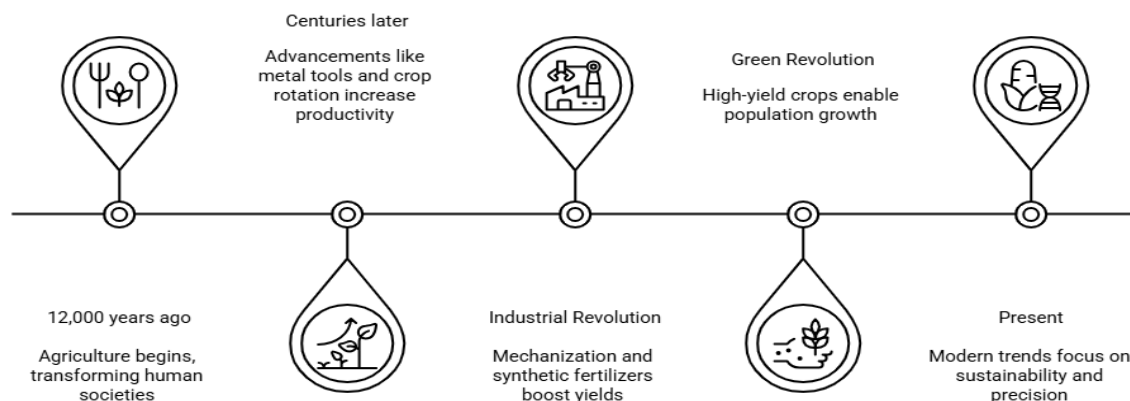 12,000 years ago
Agriculture begins,
transforming human
societies
Centuries later
Advancements like
metal tools and crop
rotation increase
productivity
Industrial Revolution
Mechanization and
synthetic fertilizers
boost yields
Green Revolution
High-yield crops enable
population growth
Present
Modern trends focus on
sustainability and
precision